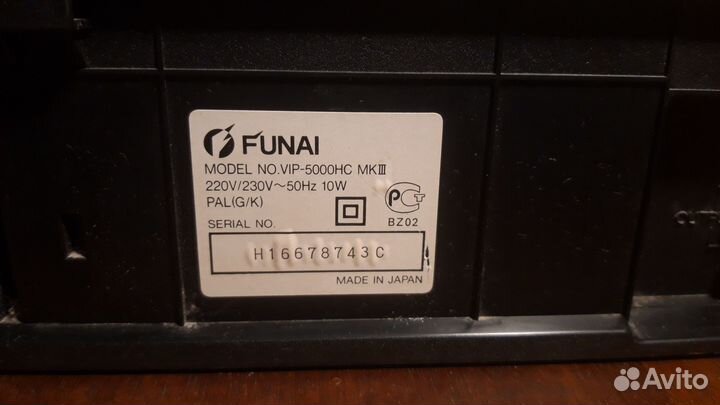 FUNAI
MODEL NO.VIP-5000HC MKⅢ
220V/230V～50Hz 10W
PAL(G/K)
РСТ
BZ02
SERIAL NO.
H16678743C
MADE IN JAPAN
Avito